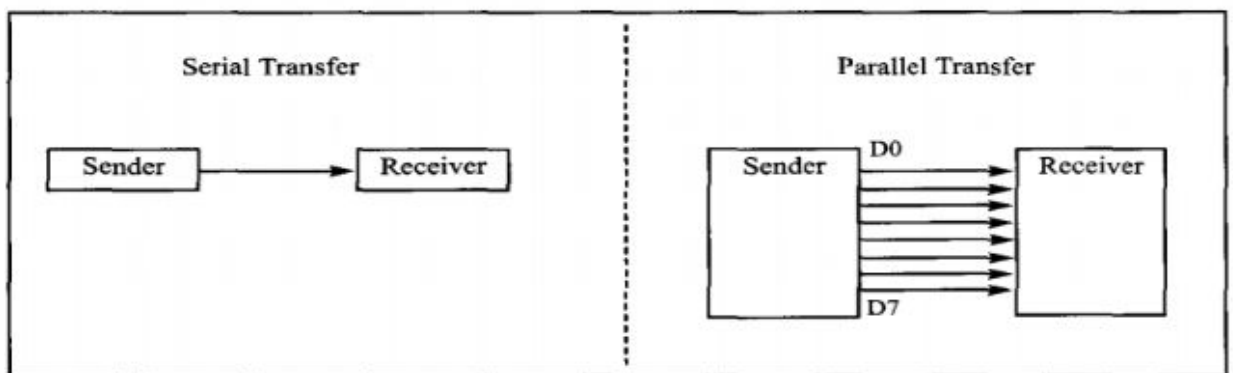 Serial Transfer
Sender
Receiver
Parallel Transfer
D0
Sender
Receiver
D7